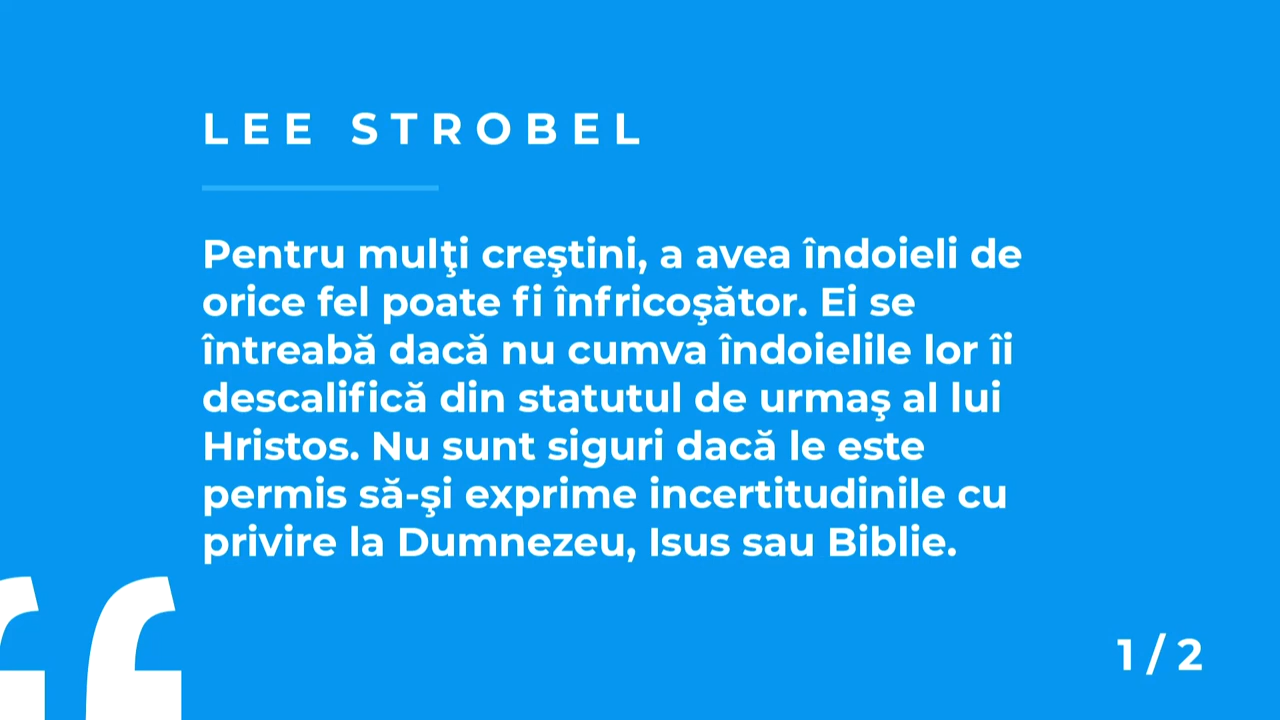 LEE STROBEL
Pentru mulţi creştini, a avea îndoieli de
orice fel poate fi înfricoşător. Ei se
întreabă dacă nu cumva îndoielile lor îi
descalifică din statutul de urmaş al lui
Hristos. Nu sunt siguri dacă le este
permis să-şi exprime incertitudinile cu
privire la Dumnezeu, Isus sau Biblie.
1 / 2